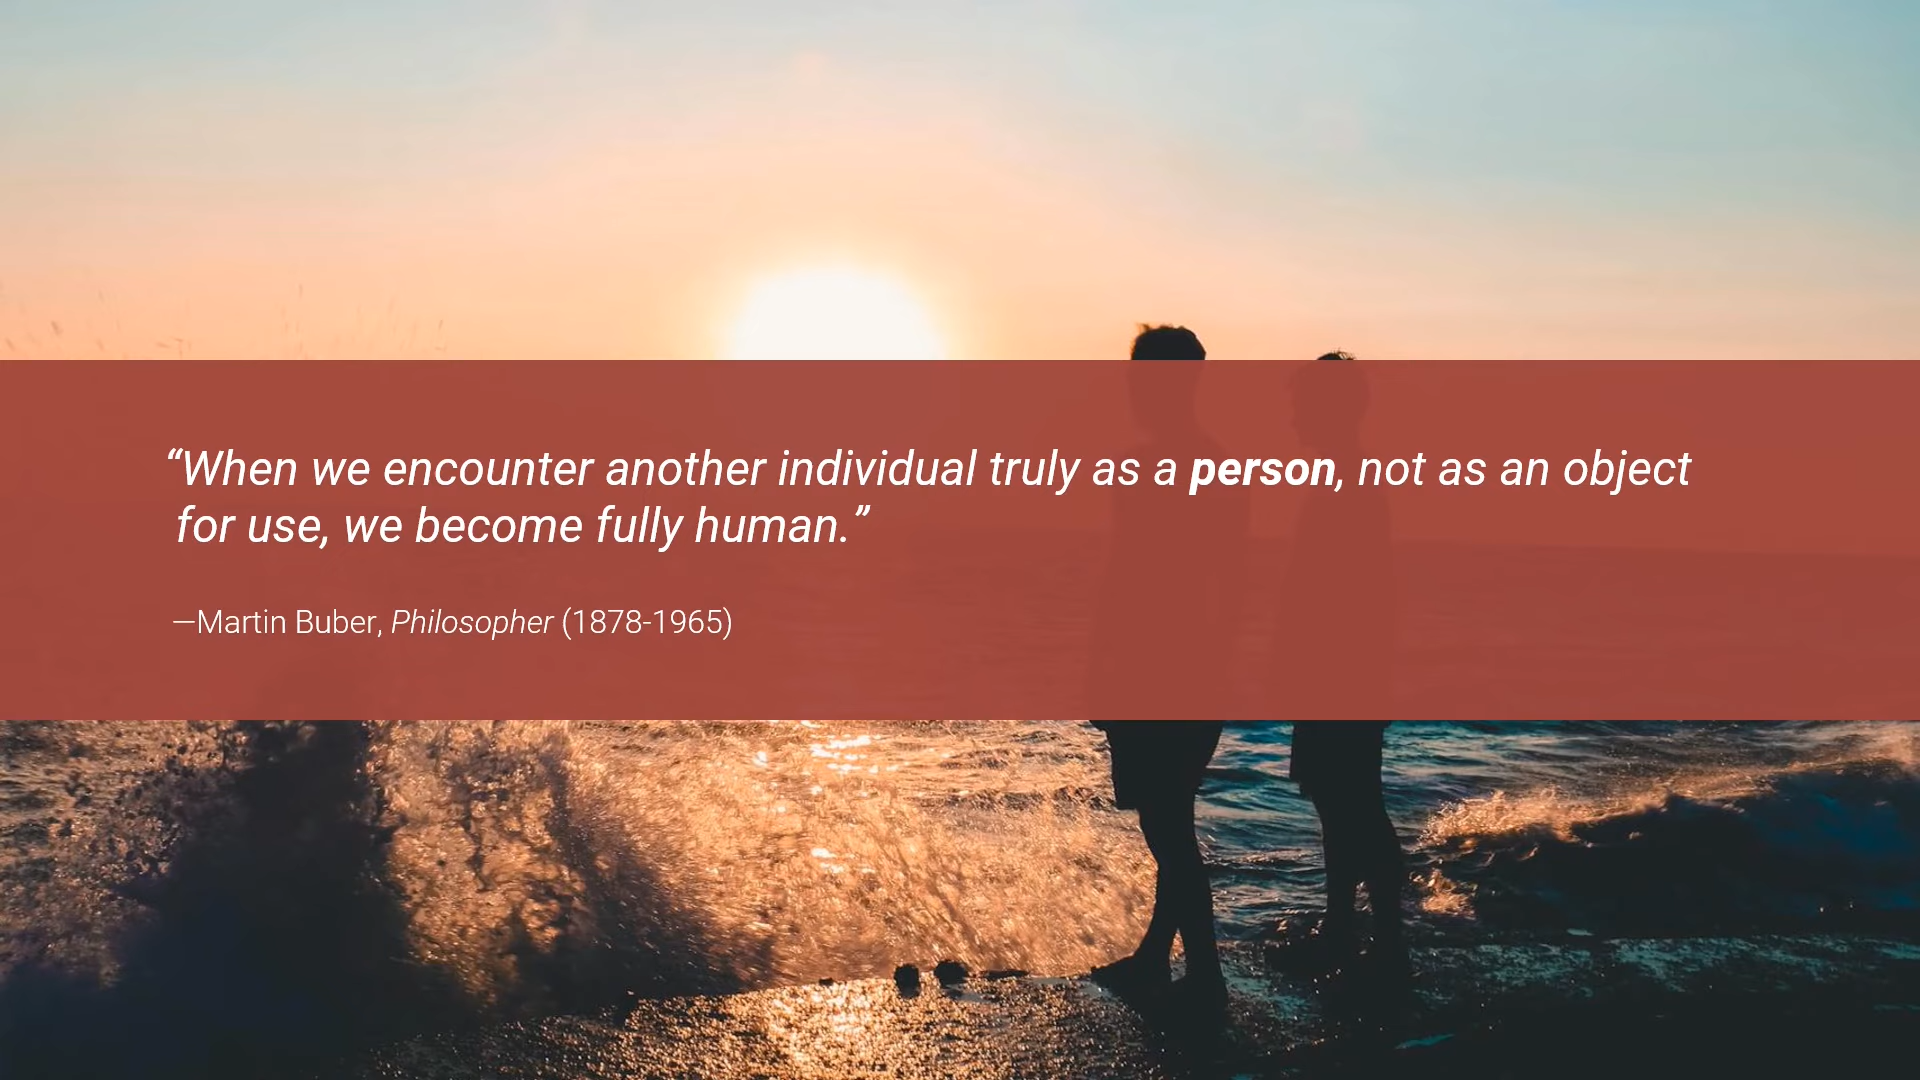 “When we encounter another individual truly as a person, not as an object
for use, we become fully human.”
—Martin Buber, Philosopher (1878-1965)